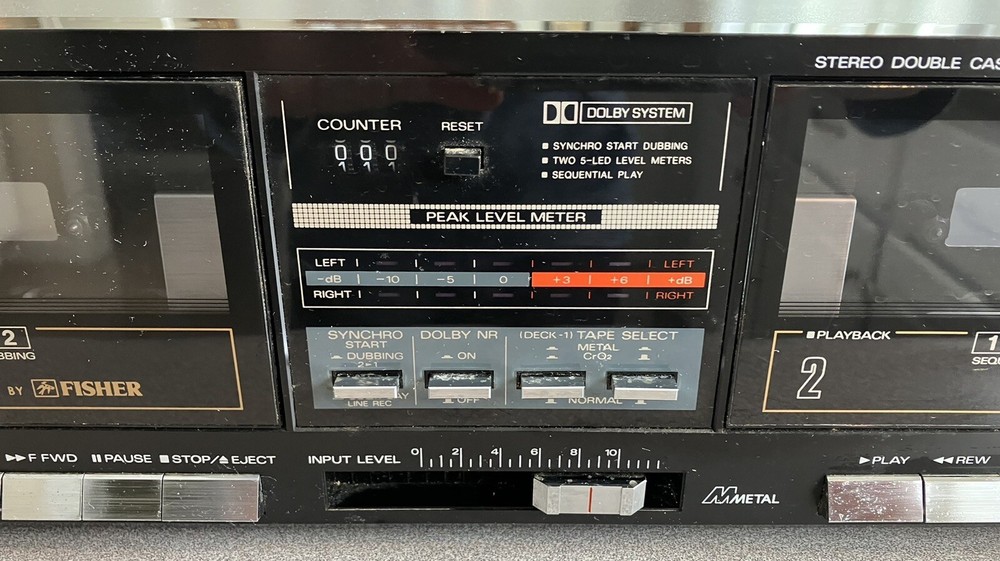 STEREO DOUBLE CAS
COUNTER
RESET
000
111
DOLBY SYSTEM
■ SYNCHRO START DUBBING
■ TWO 5-LED LEVEL METERS
■ SEQUENTIAL PLAY
PEAK LEVEL METER
LEFT LEFT
-dB -10 -5 0 +3 +6 +dB
RIGHT RIGHT
SYNCHRO START
DUBBING
2▸1
LINE REC
DOLBY NR
ON
OFF
(DECK-1) TAPE SELECT
METAL
CrO₂
NORMAL
2
BBING
BY FISHER
■ PLAYBACK
2
1
SEQU
▶▶F FWD ❚❚PAUSE ■STOP/⏏EJECT
INPUT LEVEL 0 2 4 6 8 10
METAL
▶PLAY ◀◀REW